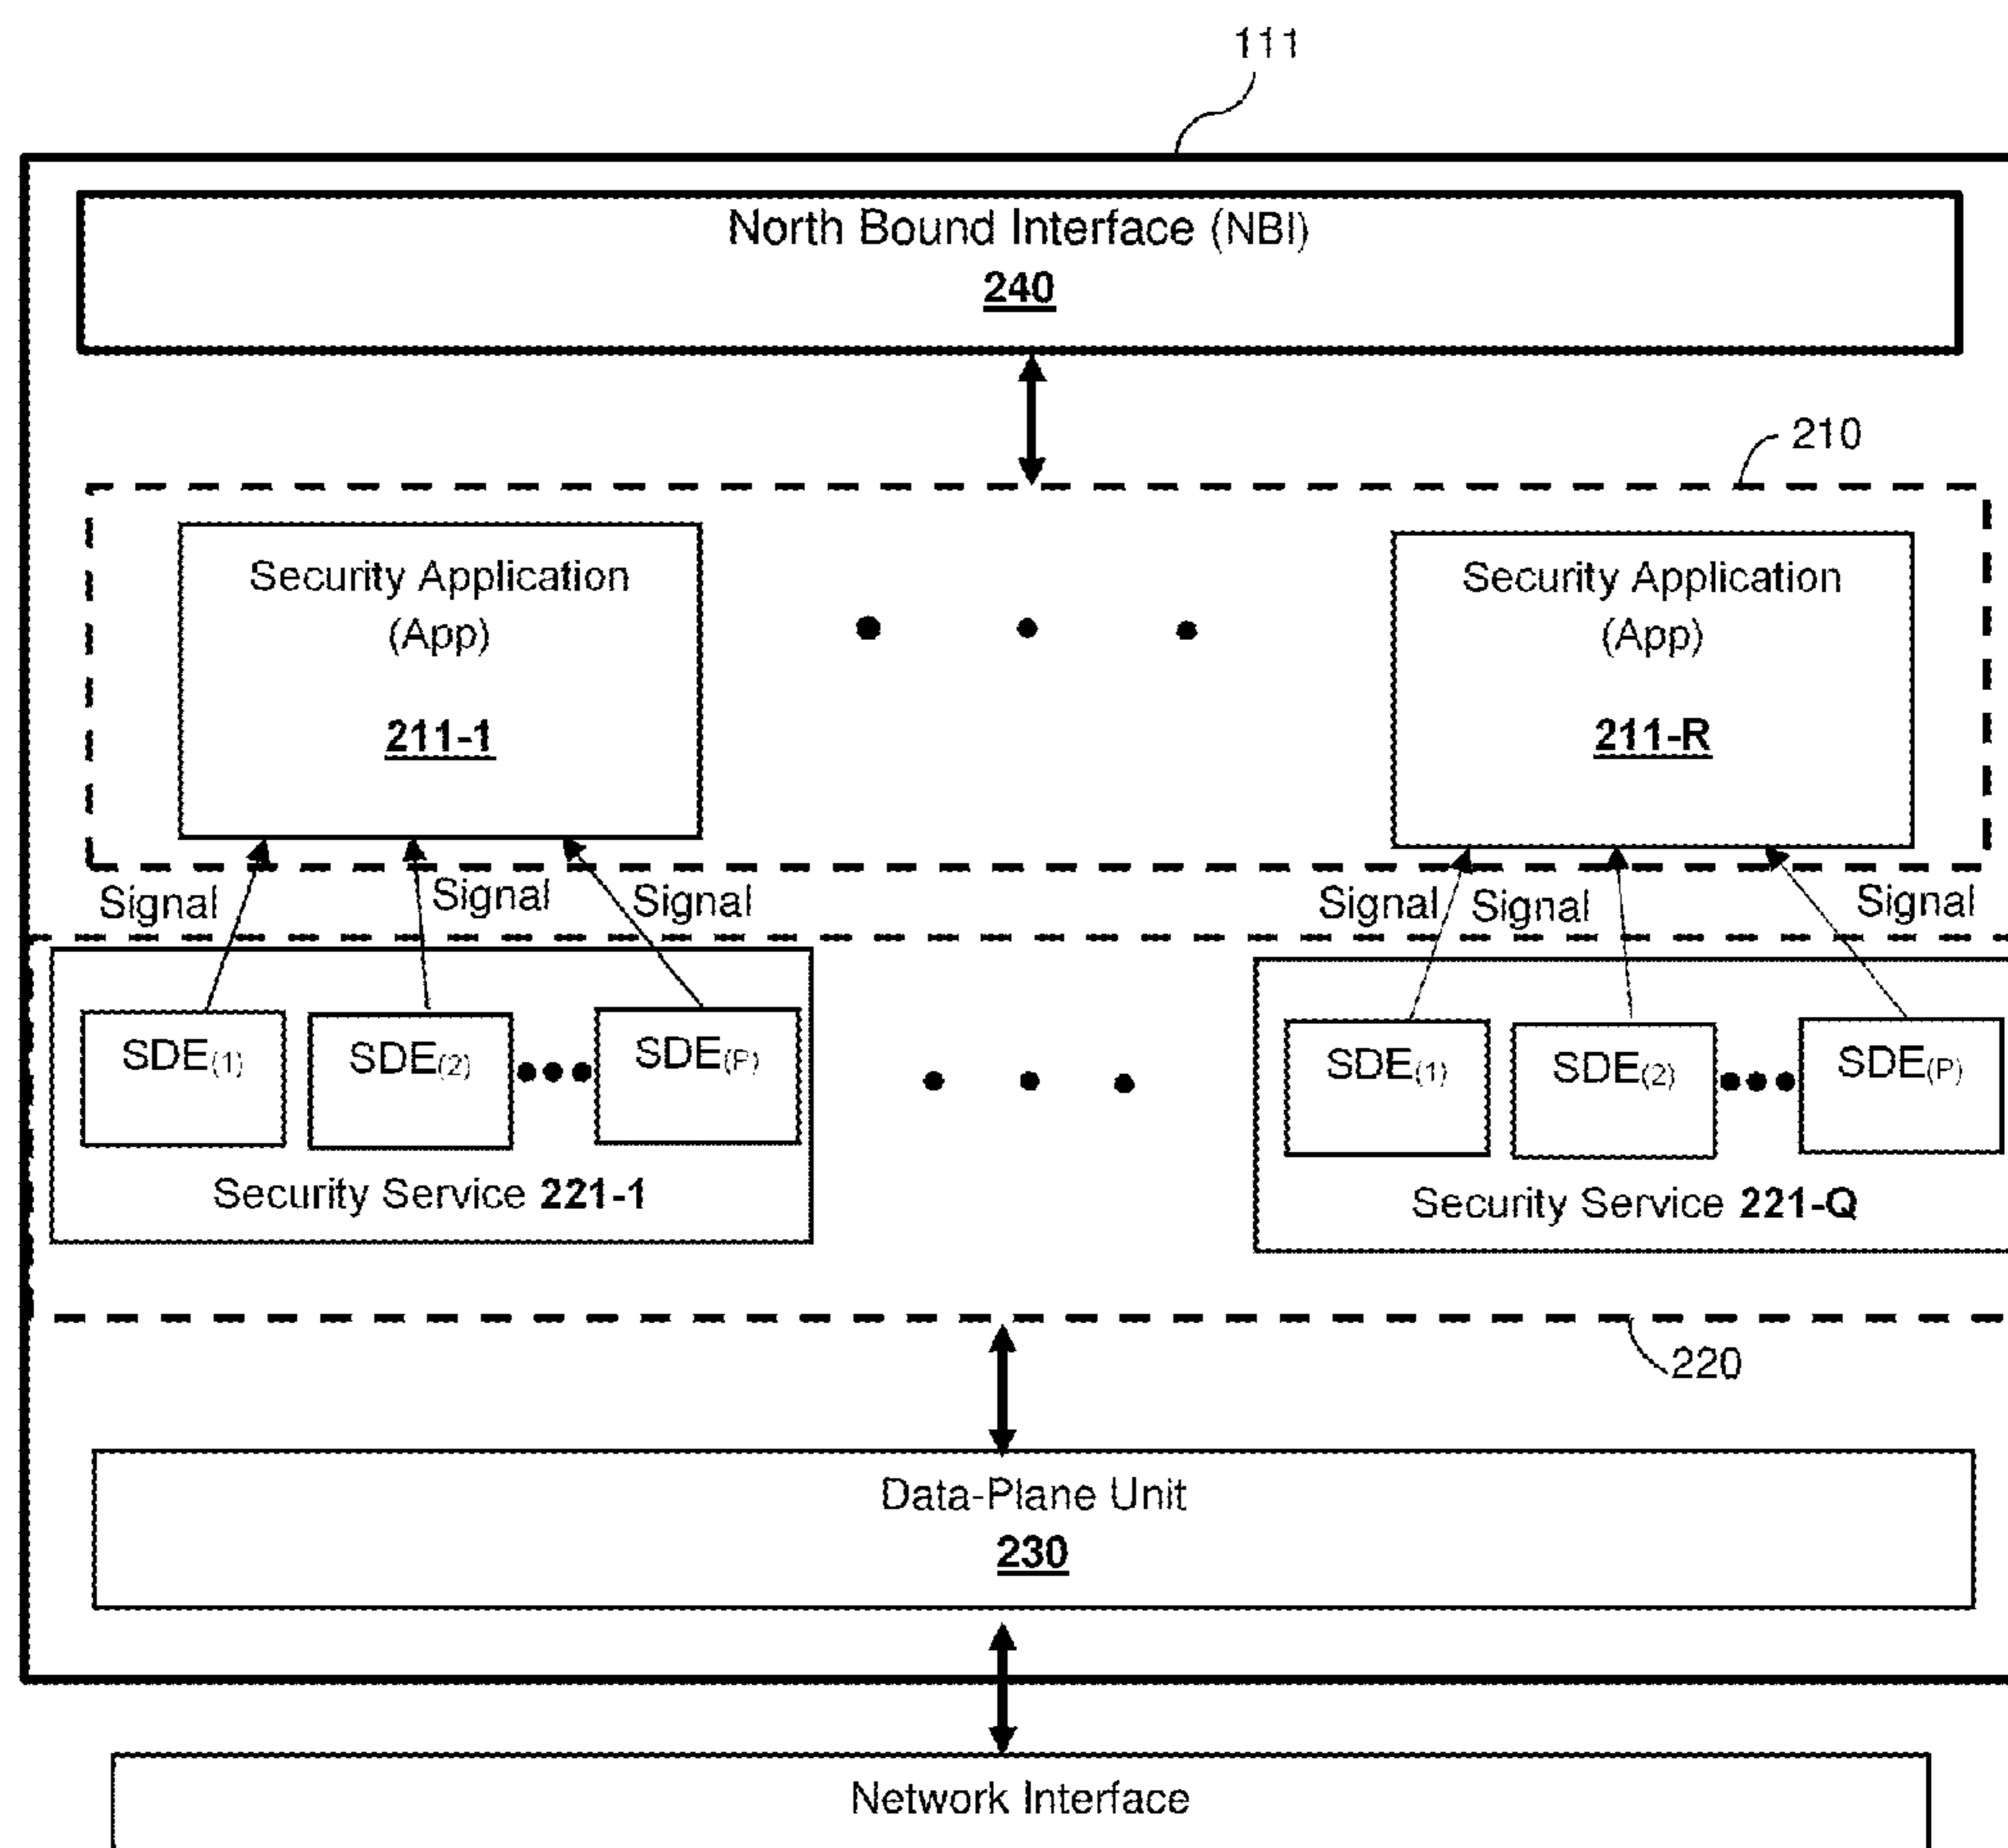 111
North Bound Interface (NBI)
240
210
Security Application
(App)
211-1
Security Application
(App)
211-R
Signal Signal Signal Signal Signal Signal
SDE(1) SDE(2) SDE(P) SDE(1) SDE(2) SDE(P)
Security Service 221-1
Security Service 221-Q
220
Data-Plane Unit
230
Network Interface